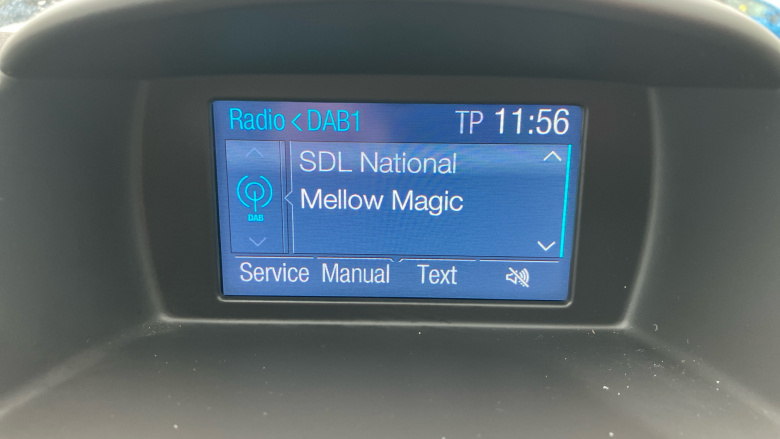 Radio < DAB1 TP 11:56
SDL National
Mellow Magic
DAB
Service Manual Text